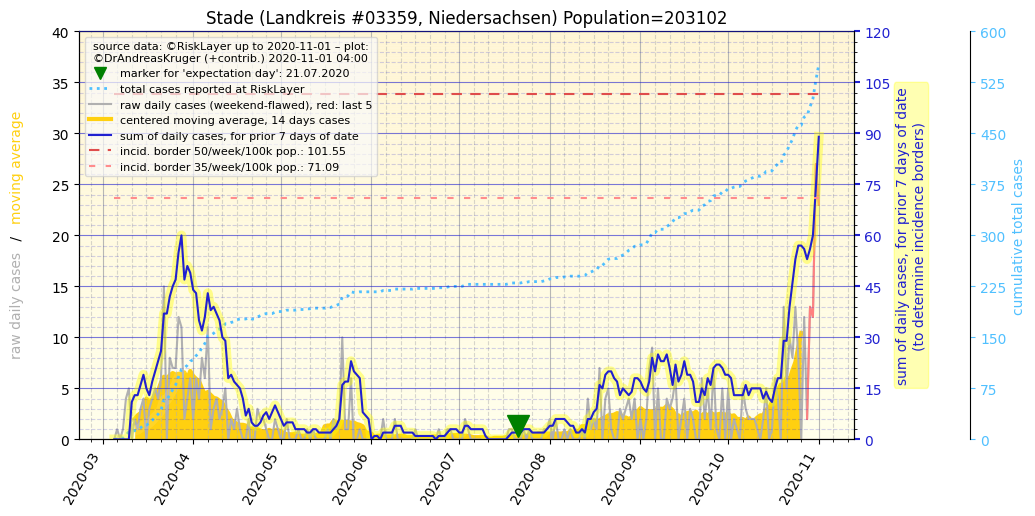 Stade (Landkreis #03359, Niedersachsen) Population=203102
source data: ©RiskLayer up to 2020-11-01 – plot:
©DrAndreasKruger (+contrib.) 2020-11-01 04:00
marker for 'expectation day': 21.07.2020
total cases reported at RiskLayer
raw daily cases (weekend-flawed), red: last 5
centered moving average, 14 days cases
sum of daily cases, for prior 7 days of date
incid. border 50/week/100k pop.: 101.55
incid. border 35/week/100k pop.: 71.09
raw daily cases / moving average
40
35
30
25
20
15
10
5
0
2020-03
2020-04
2020-05
2020-06
2020-07
2020-08
2020-09
2020-10
2020-11
120
105
90
75
60
45
30
15
0
sum of daily cases, for prior 7 days of date
(to determine incidence borders)
600
525
450
375
300
225
150
75
0
cumulative total cases